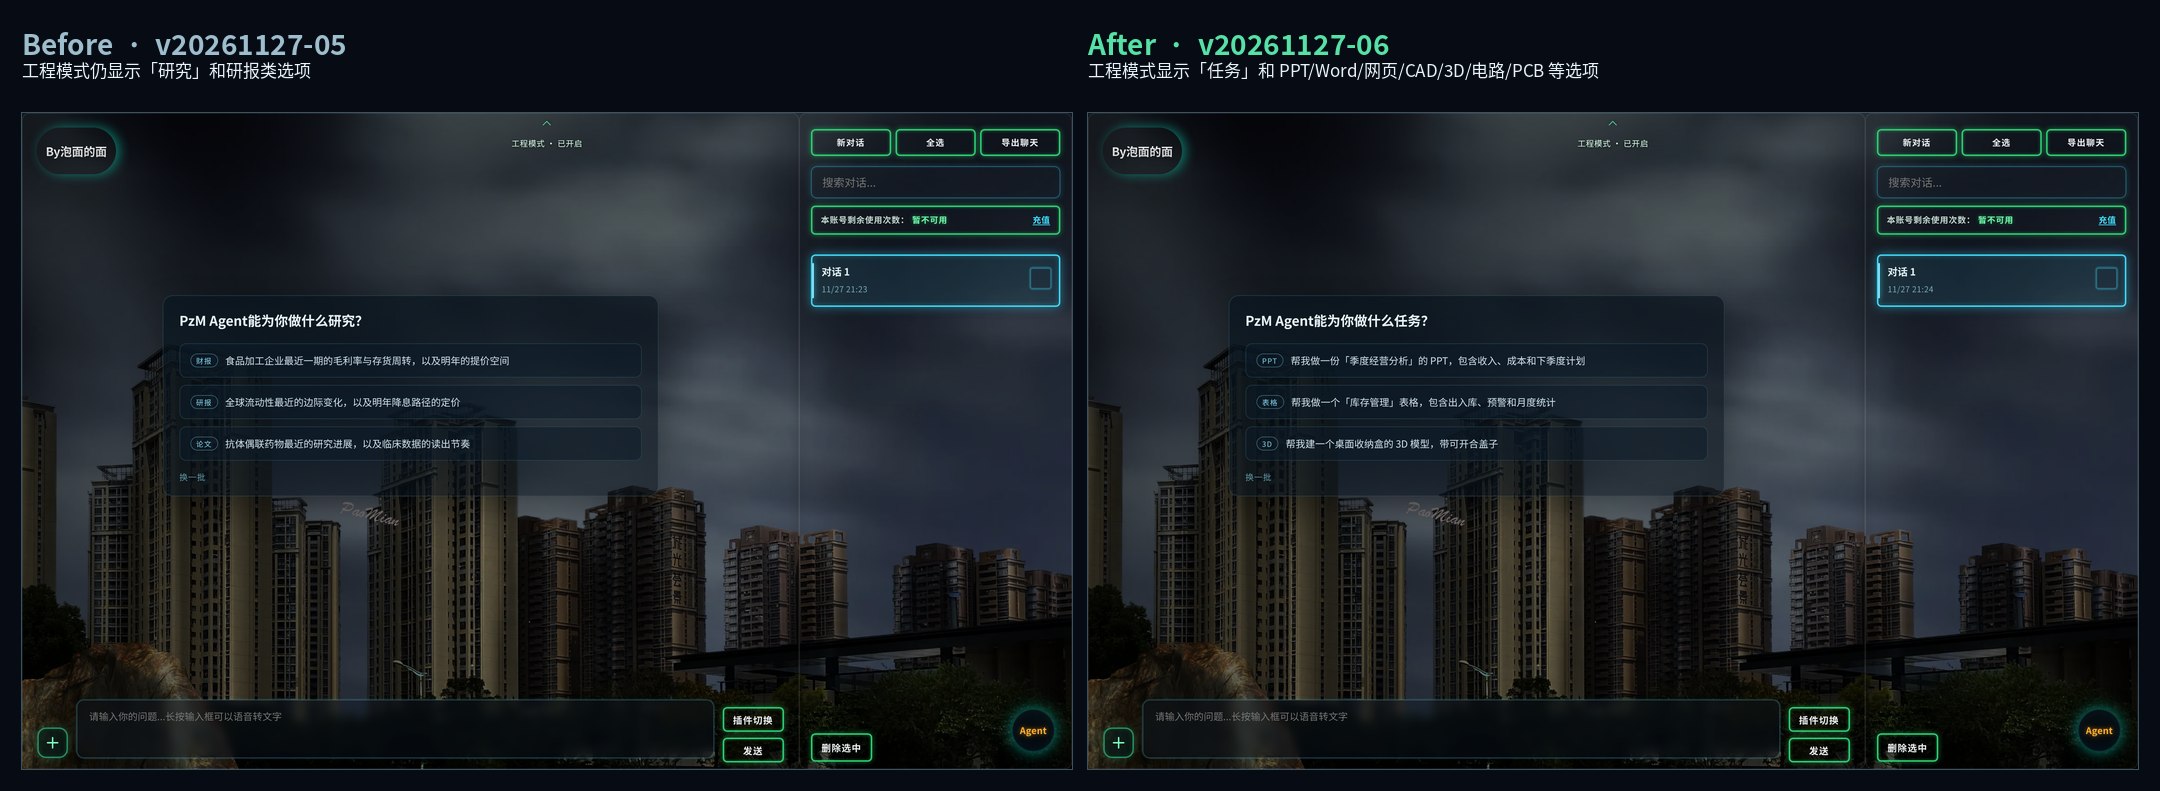 Before · v20261127-05
工程模式仍显示「研究」和研报类选项
By泡面的面
工程模式 · 已开启
新对话
全选
导出聊天
搜索对话...
本账号剩余使用次数： 暂不可用
充值
对话 1
11/27 21:23
PzM Agent能为你做什么研究?
财报 食品加工企业最近一期的毛利率与存货周转，以及明年的提价空间
研报 全球流动性最近的边际变化，以及明年降息路径的定价
论文 抗体偶联药物最近的研究进展，以及临床数据的读出节奏
换一批
PaoMian
请输入你的问题...长按输入框可以语音转文字
+
插件切换
发送
删除选中
Agent
After · v20261127-06
工程模式显示「任务」和 PPT/Word/网页/CAD/3D/电路/PCB 等选项
By泡面的面
工程模式 · 已开启
新对话
全选
导出聊天
搜索对话...
本账号剩余使用次数： 暂不可用
充值
对话 1
11/27 21:24
PzM Agent能为你做什么任务?
PPT 帮我做一份「季度经营分析」的 PPT，包含收入、成本和下季度计划
表格 帮我做一个「库存管理」表格，包含出入库、预警和月度统计
3D 帮我建一个桌面收纳盒的 3D 模型，带可开合盖子
换一批
PaoMian
请输入你的问题...长按输入框可以语音转文字
+
插件切换
发送
删除选中
Agent